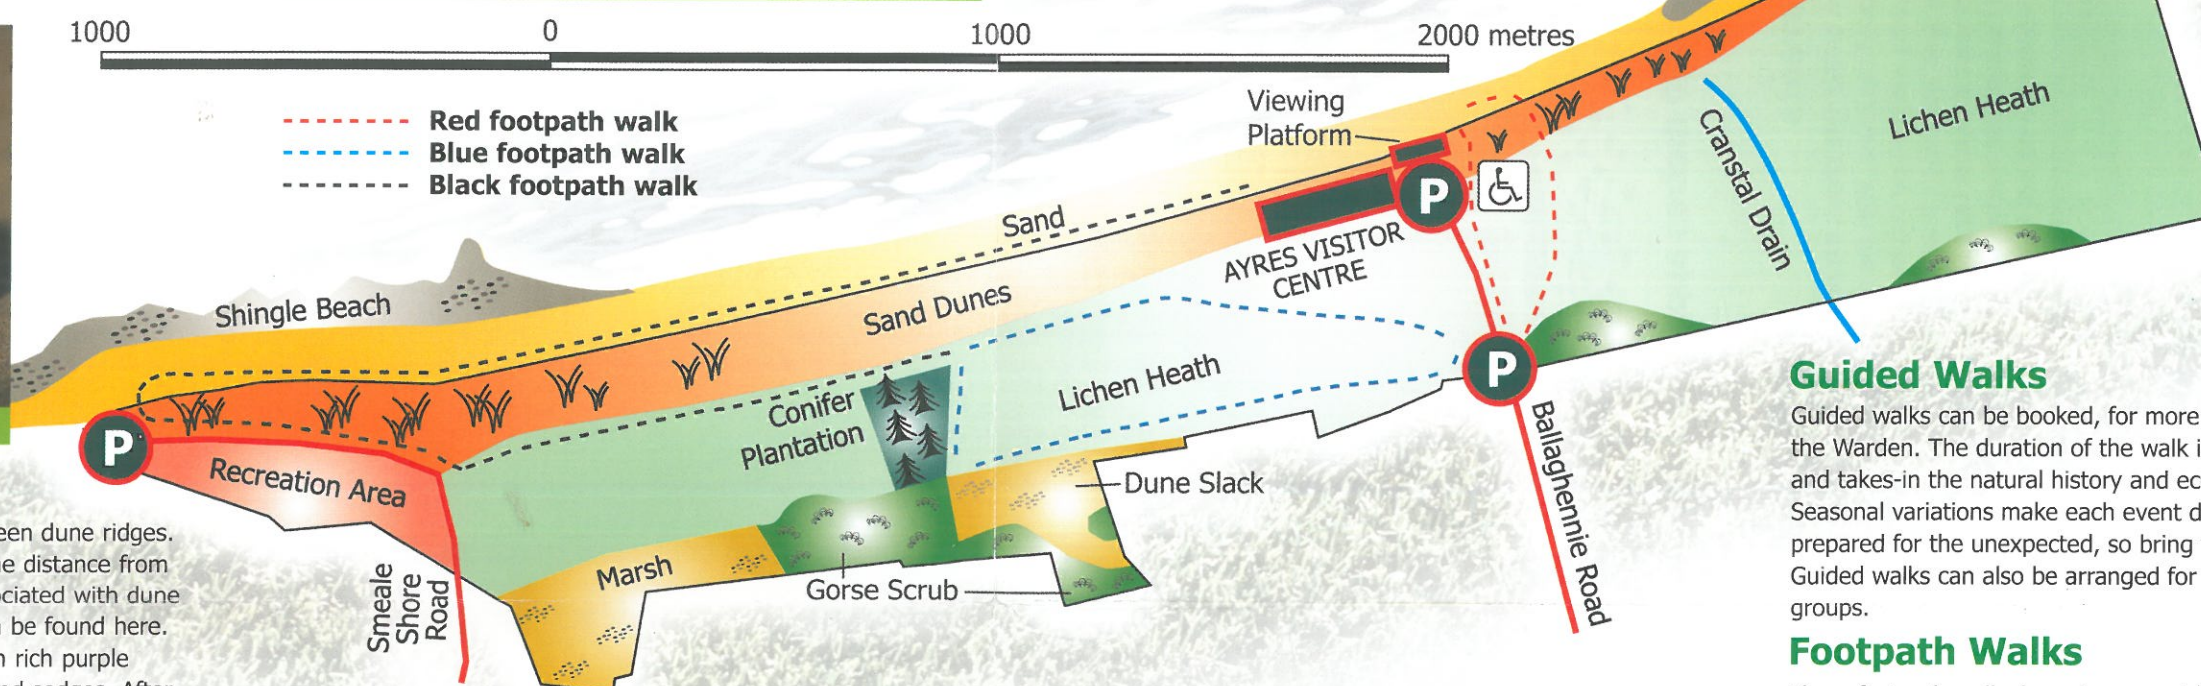 1000 0 1000 2000 metres
Red footpath walk
Blue footpath walk
Black footpath walk
Viewing
Platform
Shingle Beach
Sand
Sand Dunes
AYRES VISITOR
CENTRE
P
Cranstal Drain
Lichen Heath
Lichen Heath
Conifer
Plantation
P
Recreation Area
P
Ballaghennie Road
Dune Slack
Marsh
Gorse Scrub
Smeale
Shore
Road
een dune ridges.
e distance from
ciated with dune
be found here.
rich purple
Guided Walks
Guided walks can be booked, for more
the Warden. The duration of the walk i
and takes-in the natural history and ec
Seasonal variations make each event d
prepared for the unexpected, so bring
Guided walks can also be arranged for
groups.
Footpath Walks